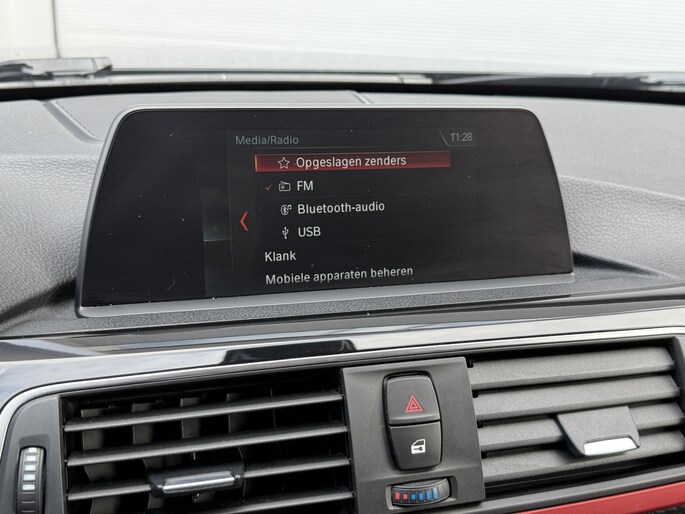 Media/Radio 11:28
Opgeslagen zenders
FM
Bluetooth-audio
USB
Klank
Mobiele apparaten beheren